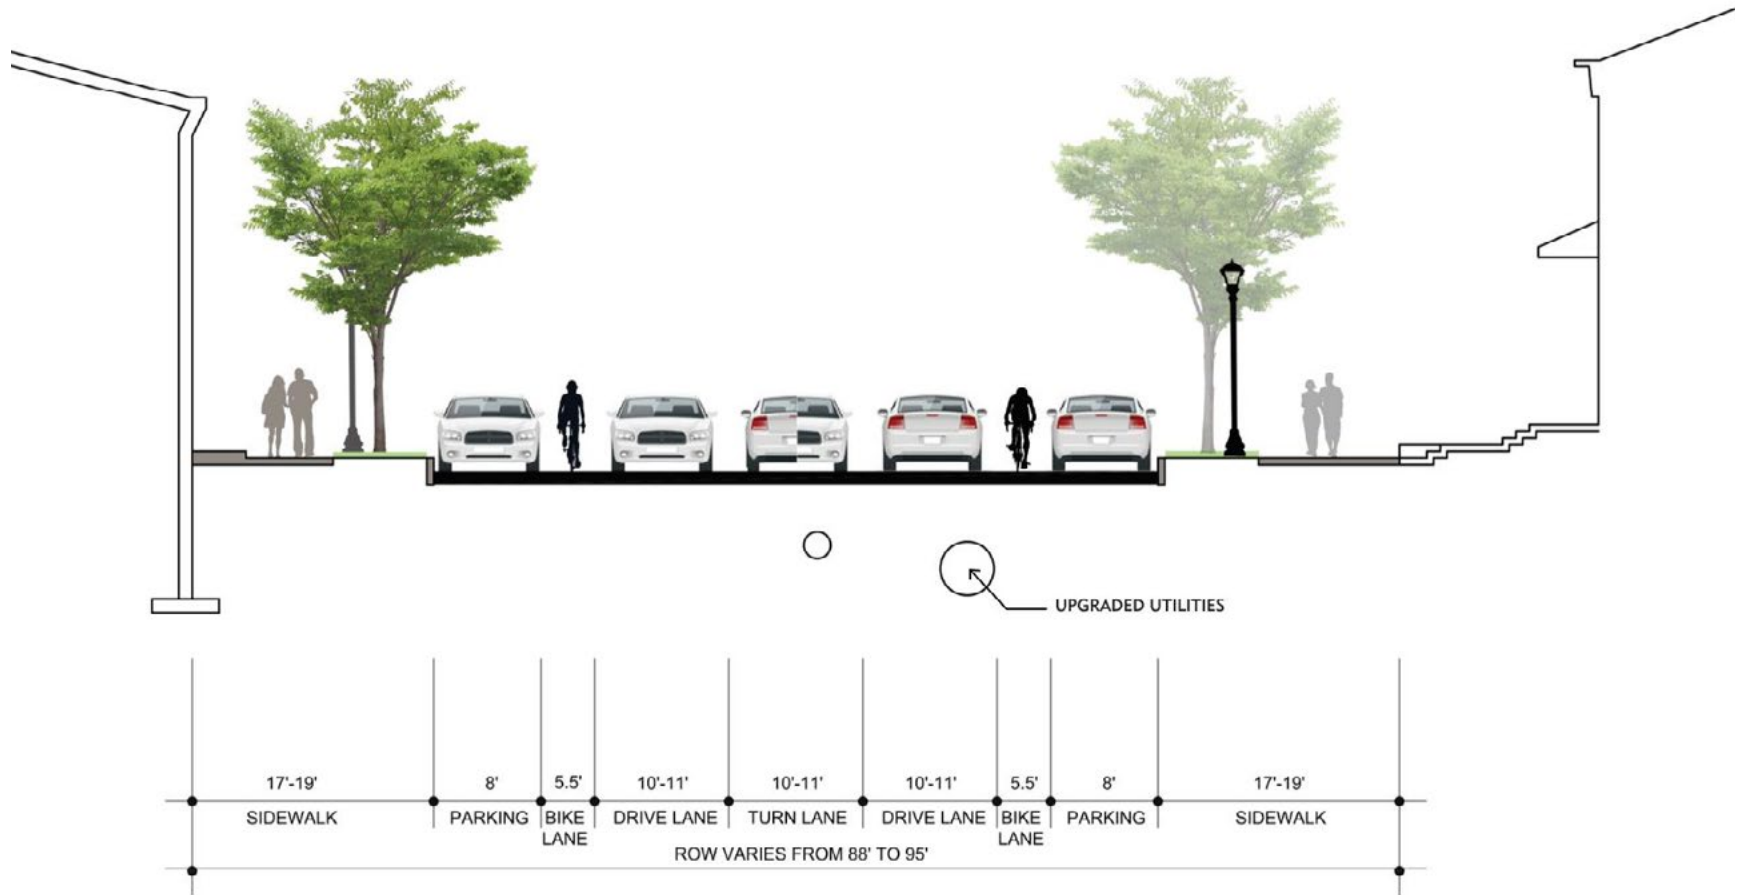 UPGRADED UTILITIES
17'-19' 8' 5.5' 10'-11' 10'-11' 10'-11' 5.5' 8' 17'-19'
SIDEWALK PARKING BIKE DRIVE LANE TURN LANE DRIVE LANE BIKE PARKING SIDEWALK
LANE LANE
ROW VARIES FROM 88' TO 95'